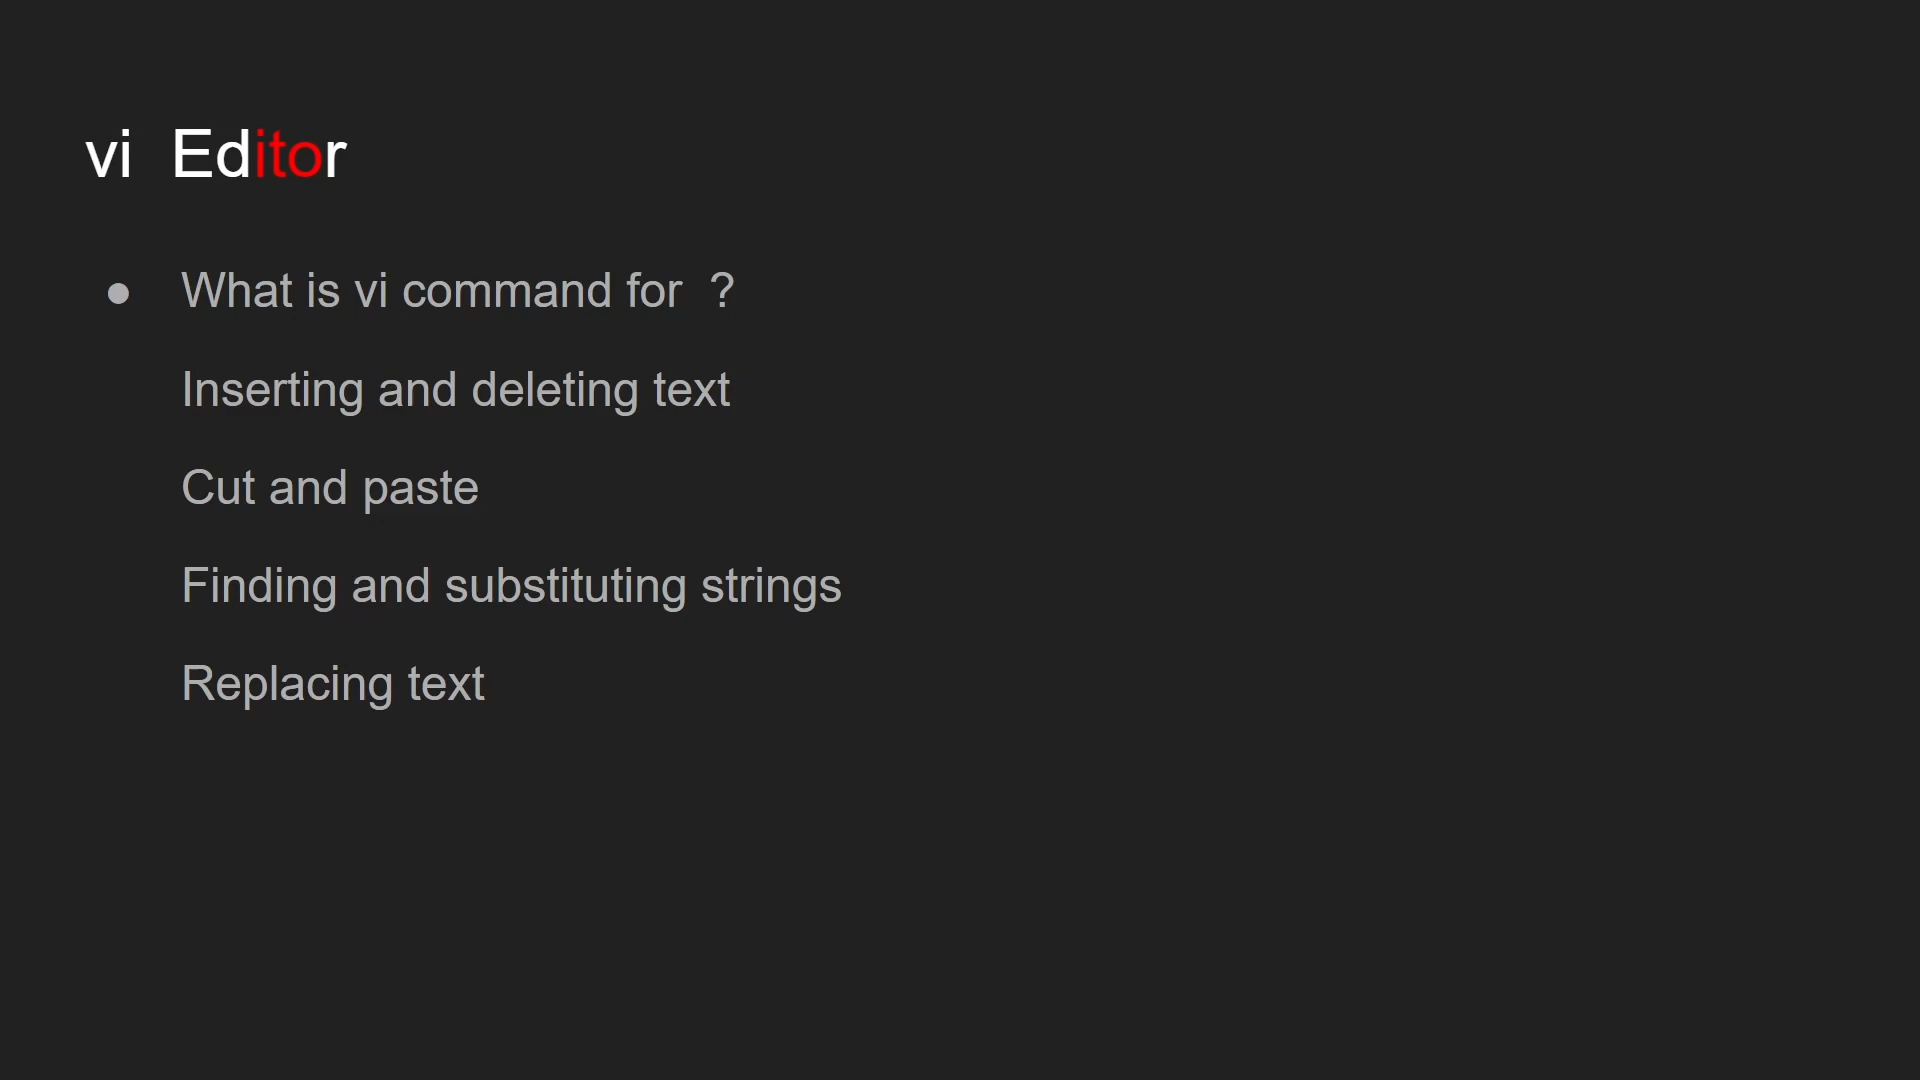 vi  Editor
● What is vi command for  ?
Inserting and deleting text
Cut and paste
Finding and substituting strings
Replacing text